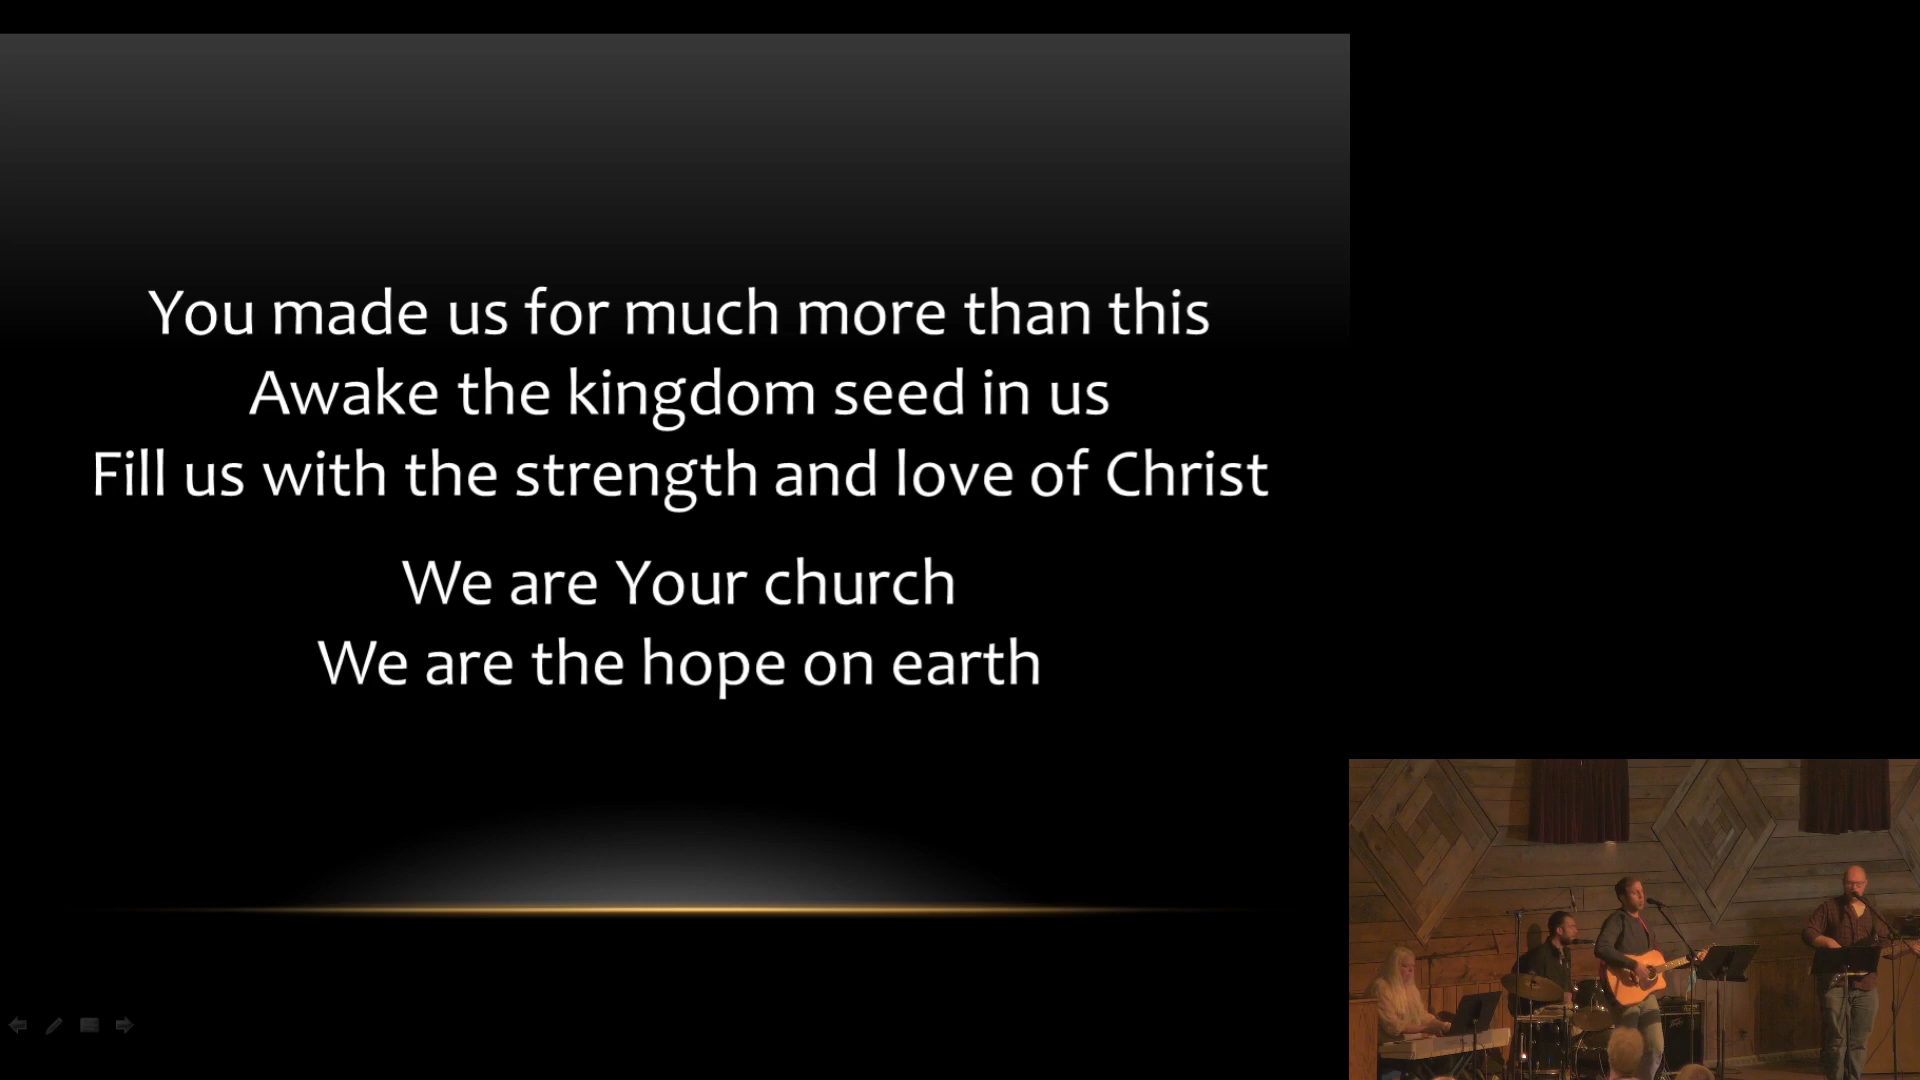 You made us for much more than this
Awake the kingdom seed in us
Fill us with the strength and love of Christ
We are Your church
We are the hope on earth